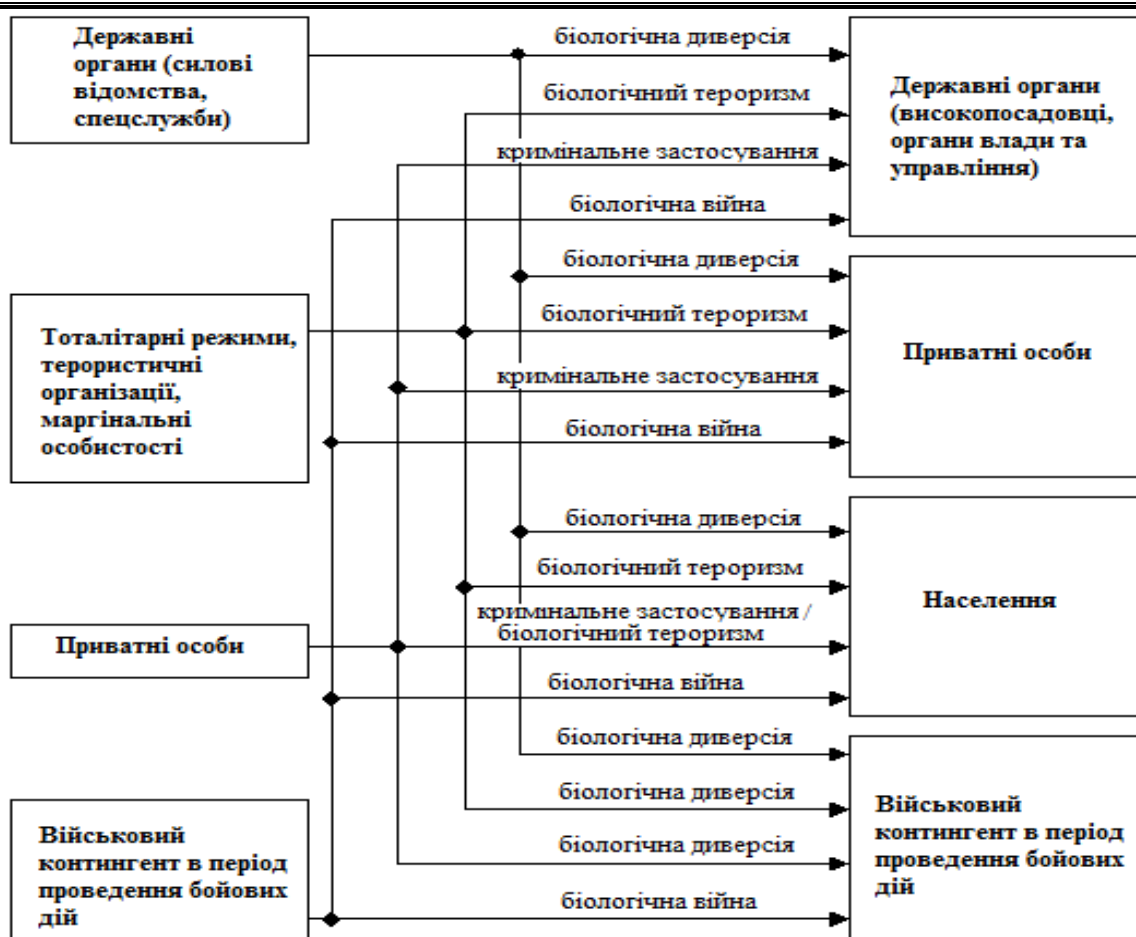 Державні
органи (силові
відомства,
спецслужби)
біологічна диверсія
біологічний тероризм
кримінальне застосування
біологічна війна
Державні органи
(високопосадовці,
органи влади та
управління)
Тоталітарні режими,
терористичні
організації,
маргінальні
особистості
біологічна диверсія
біологічний тероризм
кримінальне застосування
біологічна війна
Приватні особи
Приватні особи
біологічна диверсія
біологічний тероризм
кримінальне застосування /
біологічний тероризм
біологічна війна
Населення
Військовий
контингент в період
проведення бойових
дій
біологічна диверсія
біологічна диверсія
біологічна диверсія
біологічна війна
Військовий
контингент в період
проведення бойових
дій